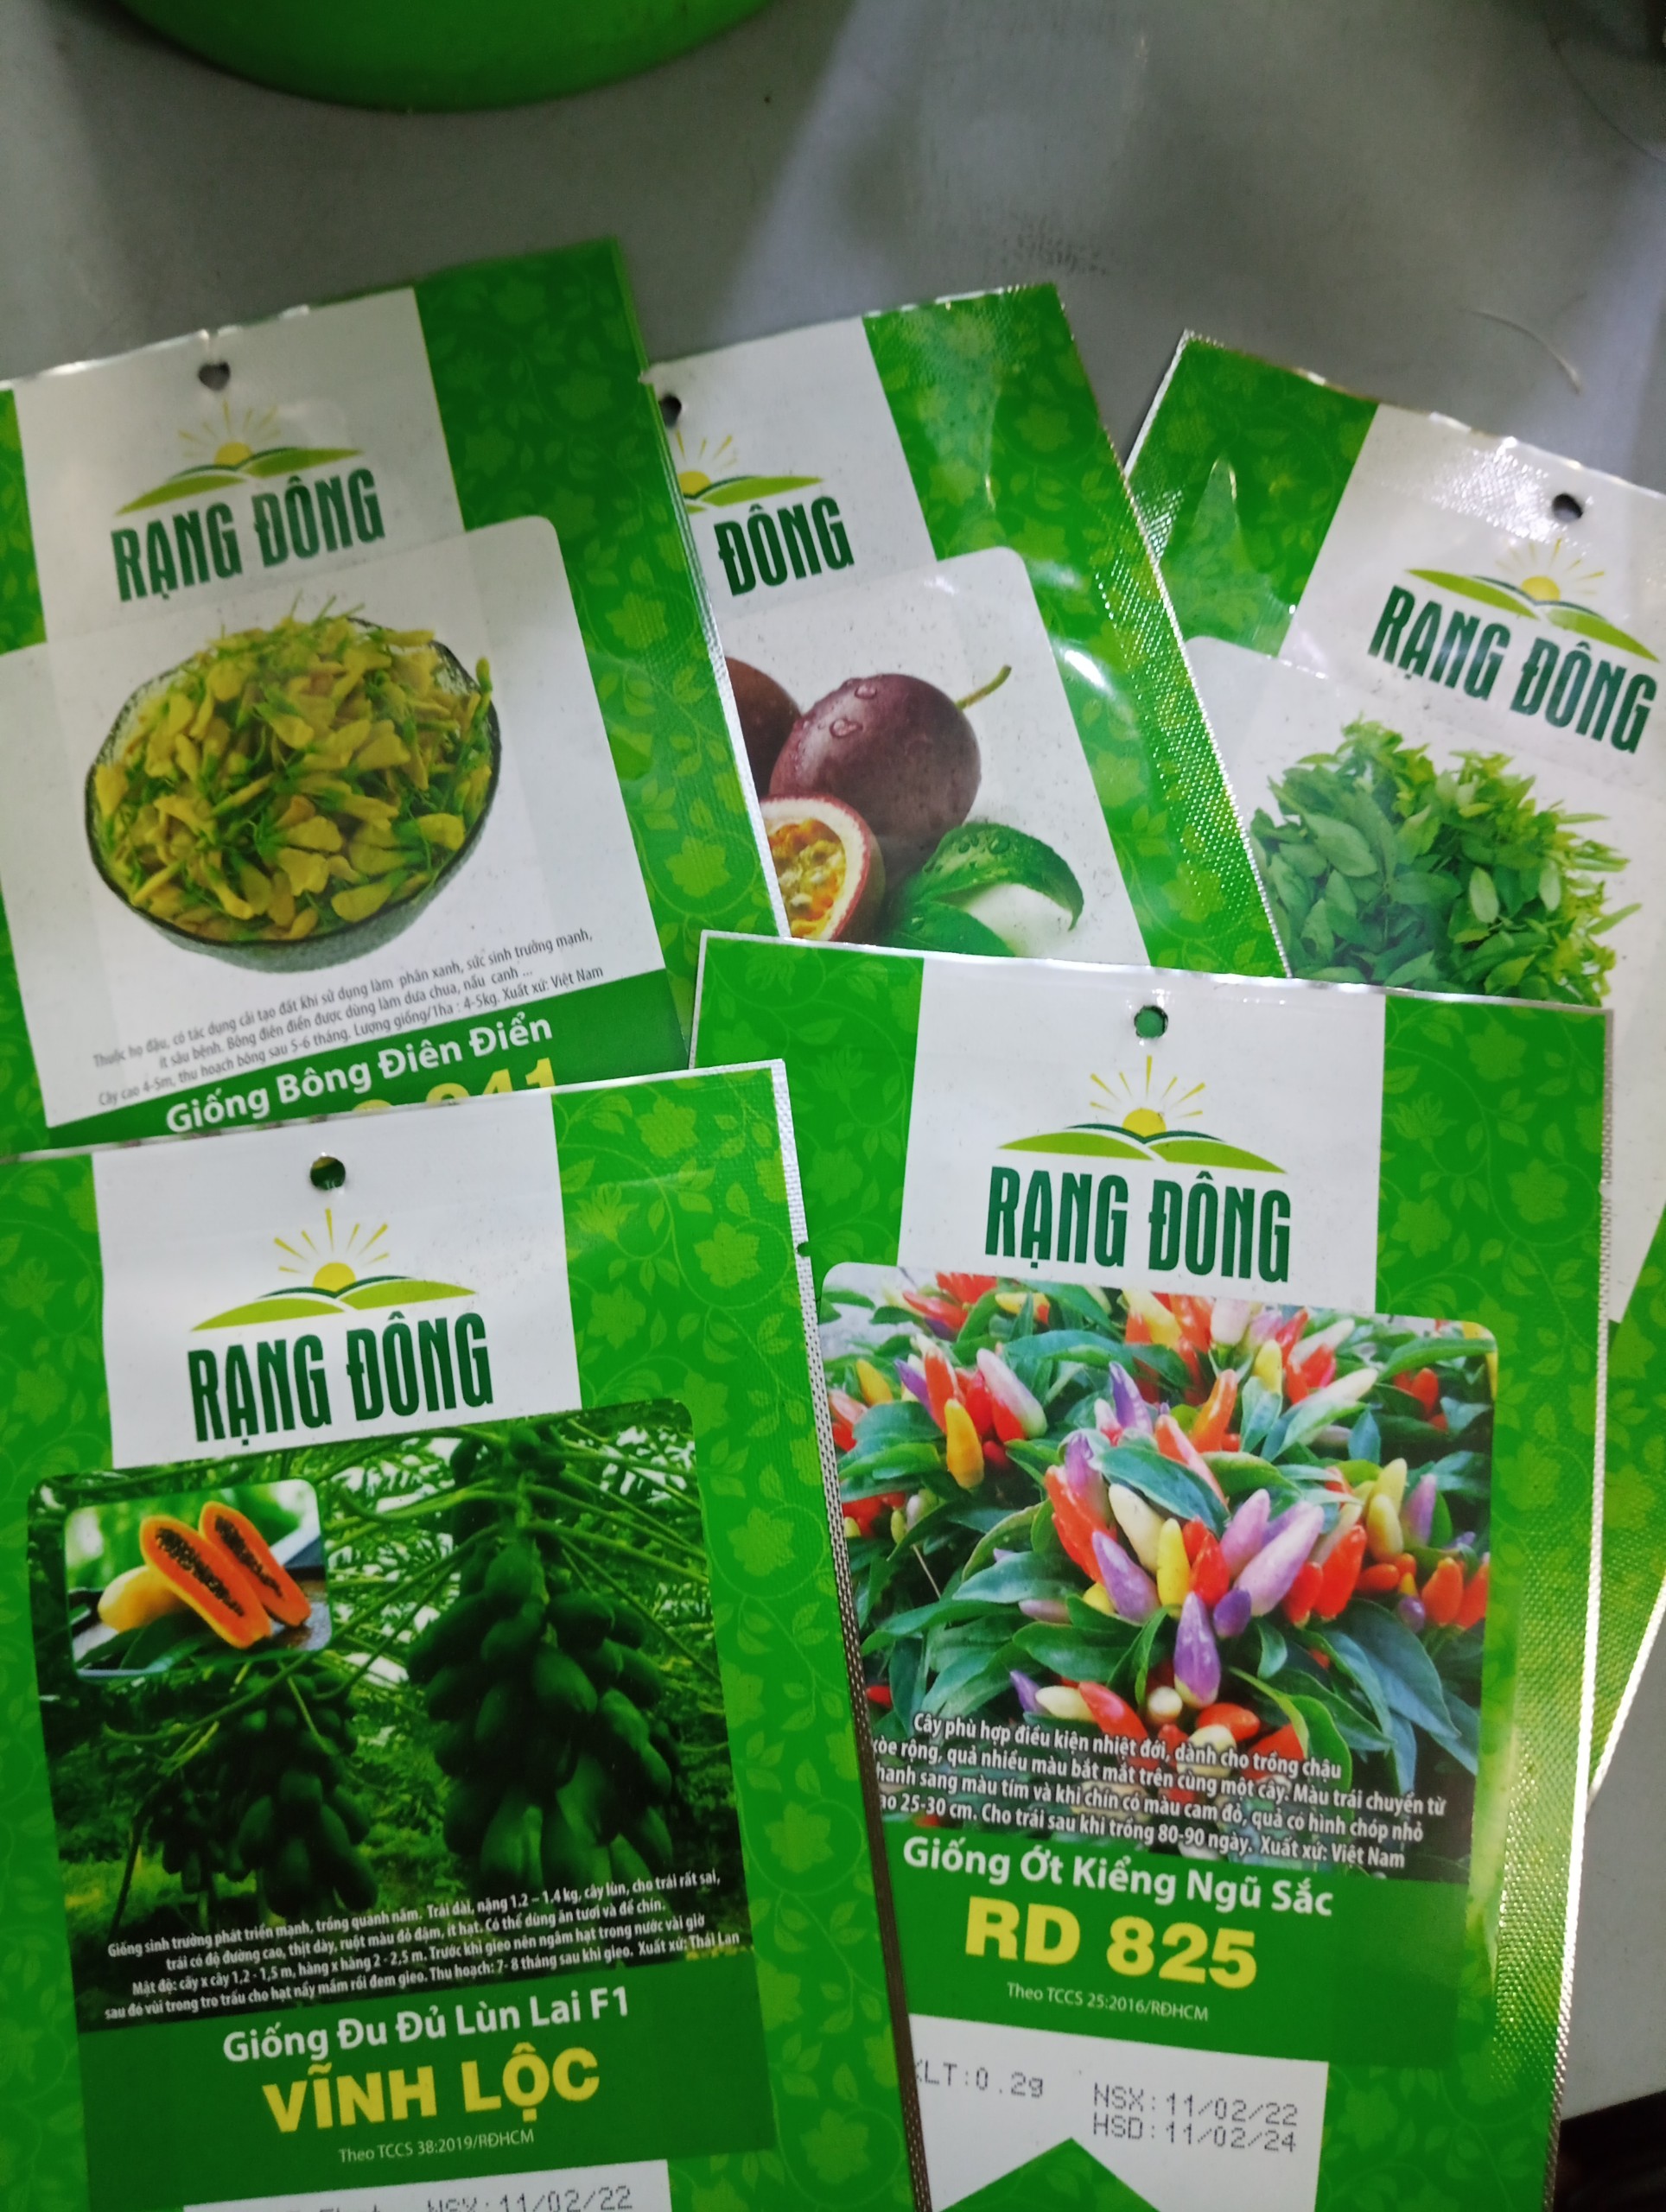 RẠNG ĐÔNG
Thuộc họ đậu, có tác dụng cải tạo đất khi sử dụng làm phân xanh, sức sinh trưởng mạnh,
ít sâu bệnh. Bông điên điển được dùng làm dưa chua, nấu canh ...
Cây cao 4-5m, thu hoạch bông sau 5-6 tháng. Lượng giống/1ha : 4-5kg. Xuất xứ: Việt Nam
Giống Bông Điên Điển
ĐÔNG
RẠNG ĐÔNG
RẠNG ĐÔNG
Giống sinh trưởng phát triển mạnh, trồng quanh năm. Trái dài, nặng 1.2 – 1.4 kg, cây lùn, cho trái rất sai,
trái có độ đường cao, thịt dày, ruột màu đỏ đậm, ít hạt. Có thể dùng ăn tươi và để chín.
Mật độ: cây x cây 1,2 - 1,5 m, hàng x hàng 2 - 2,5 m. Trước khi gieo nên ngâm hạt trong nước vài giờ
sau đó vùi trong tro trấu cho hạt nẩy mầm rồi đem gieo. Thu hoạch: 7- 8 tháng sau khi gieo. Xuất xứ: Thái Lan
Giống Đu Đủ Lùn Lai F1
VĨNH LỘC
Theo TCCS 38:2019/RĐHCM
NSX:11/02/22
RẠNG ĐÔNG
Cây phù hợp điều kiện nhiệt đới, dành cho trồng chậu
rộng, quả nhiều màu bắt mắt trên cùng một cây. Màu trái chuyển từ
sang màu tím và khi chín có màu cam đỏ, quả có hình chóp nhỏ
25-30 cm. Cho trái sau khi trồng 80-90 ngày. Xuất xứ: Việt Nam
Giống Ớt Kiểng Ngũ Sắc
RD 825
Theo TCCS 25:2016/RĐHCM
KLT:0.2g
NSX:11/02/22
HSD:11/02/24